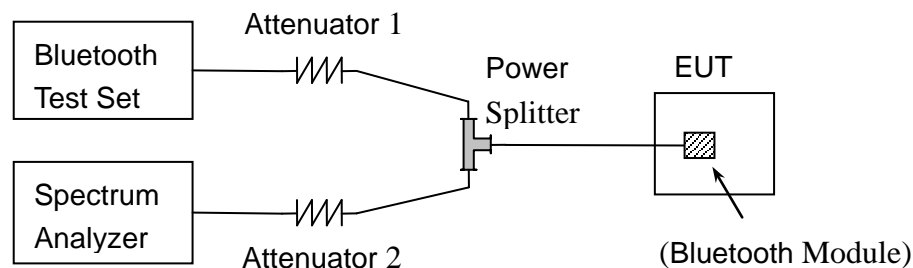 Attenuator 1
Bluetooth
Test Set
Power
Splitter
EUT
Spectrum
Analyzer
Attenuator 2
(Bluetooth Module)